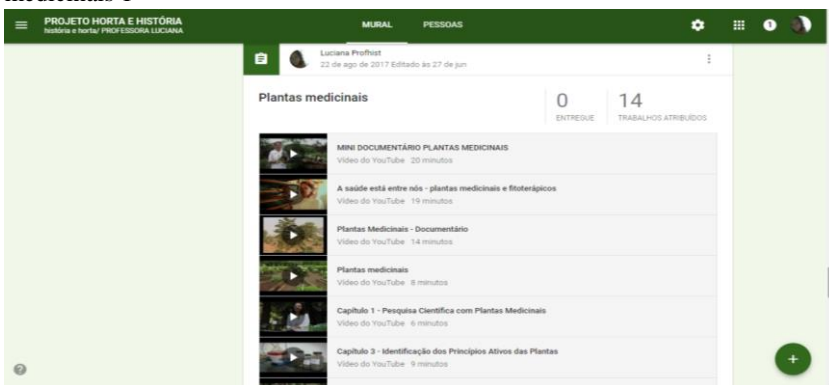 PROJETO HORTA E HISTÓRIA
história e horta/ PROFESSORA LUCIANA
MURAL PESSOAS
1
Luciana Profhist
22 de ago de 2017 Editado às 27 de jun
Plantas medicinais
0
ENTREGUE
14
TRABALHOS ATRIBUÍDOS
MINI DOCUMENTÁRIO PLANTAS MEDICINAIS
Vídeo do YouTube 20 minutos
A saúde está entre nós - plantas medicinais e fitoterápicos
Vídeo do YouTube 19 minutos
Plantas Medicinais - Documentário
Vídeo do YouTube 14 minutos
Plantas medicinais
Vídeo do YouTube 8 minutos
Capítulo 1 - Pesquisa Científica com Plantas Medicinais
Vídeo do YouTube 6 minutos
Capítulo 3 - Identificação dos Princípios Ativos das Plantas
Vídeo do YouTube 9 minutos